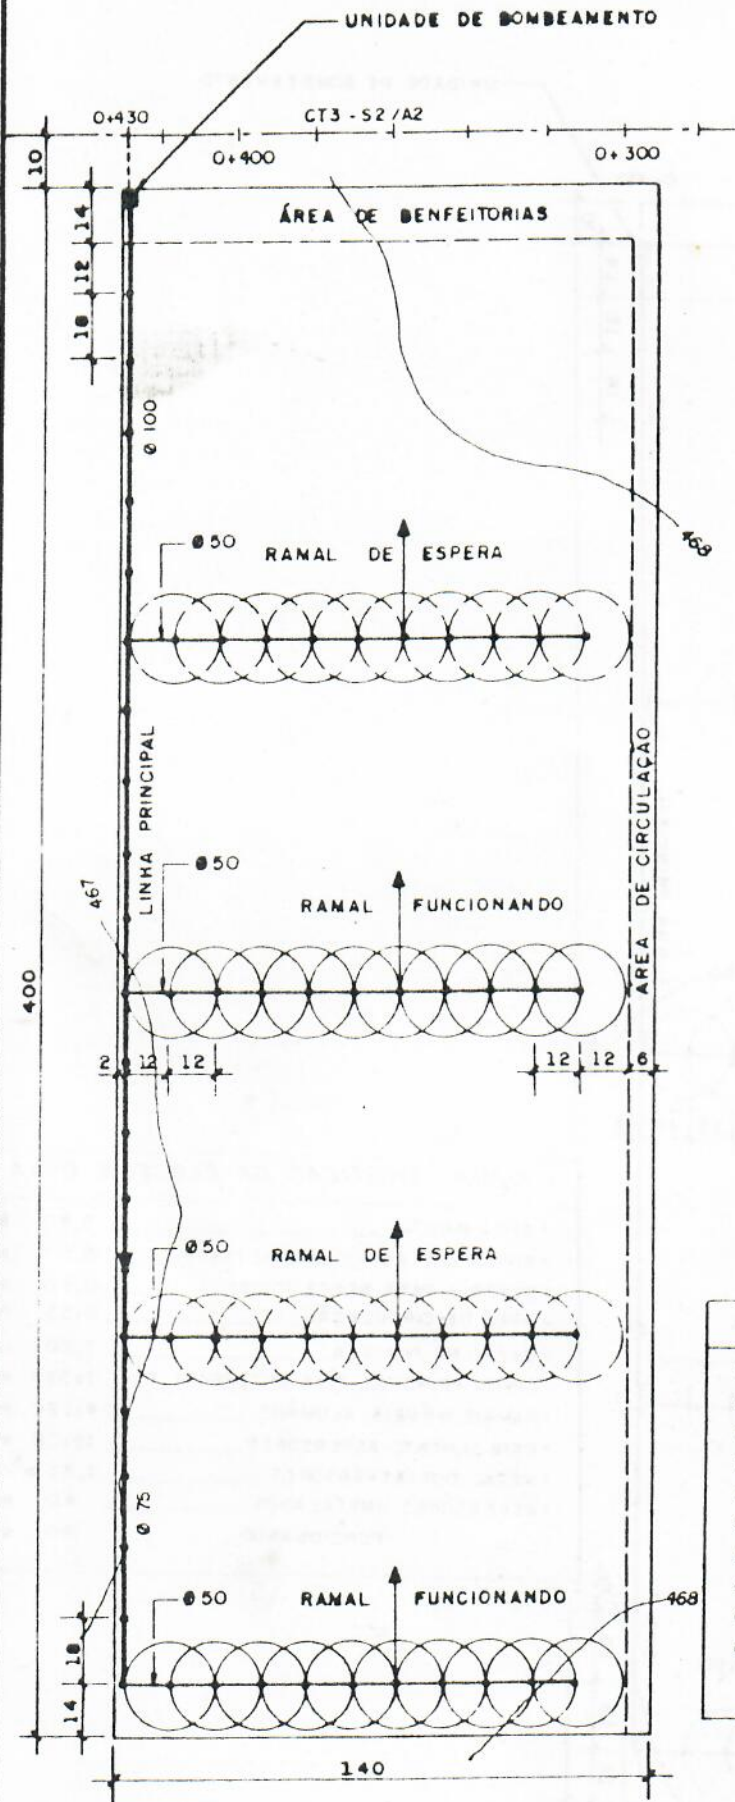 UNIDADE DE BOMBEAMENTO
0+430
CT3 - S2/A2
0+400
0+300
10
ÁREA DE BENFEITORIAS
14
12
18
Ø 100
468
Ø 50
RAMAL DE ESPERA
LINHA PRINCIPAL
ÁREA DE CIRCULAÇÃO
Ø 50
467
RAMAL FUNCIONANDO
400
2
12
12
12
12
6
Ø 50
RAMAL DE ESPERA
Ø 75
Ø 50
RAMAL FUNCIONANDO
468
18
14
140